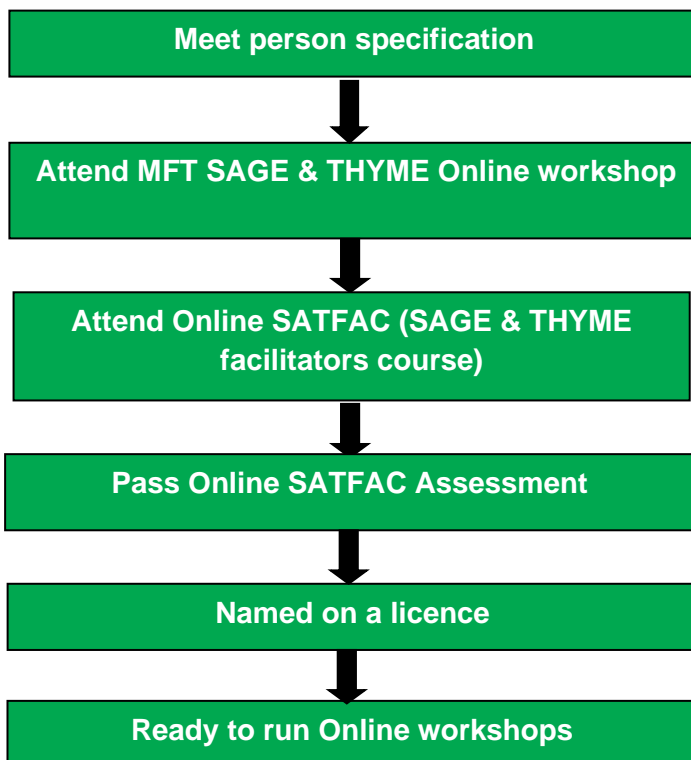 Meet person specification
Attend MFT SAGE & THYME Online workshop
Attend Online SATFAC (SAGE & THYME
facilitators course)
Pass Online SATFAC Assessment
Named on a licence
Ready to run Online workshops